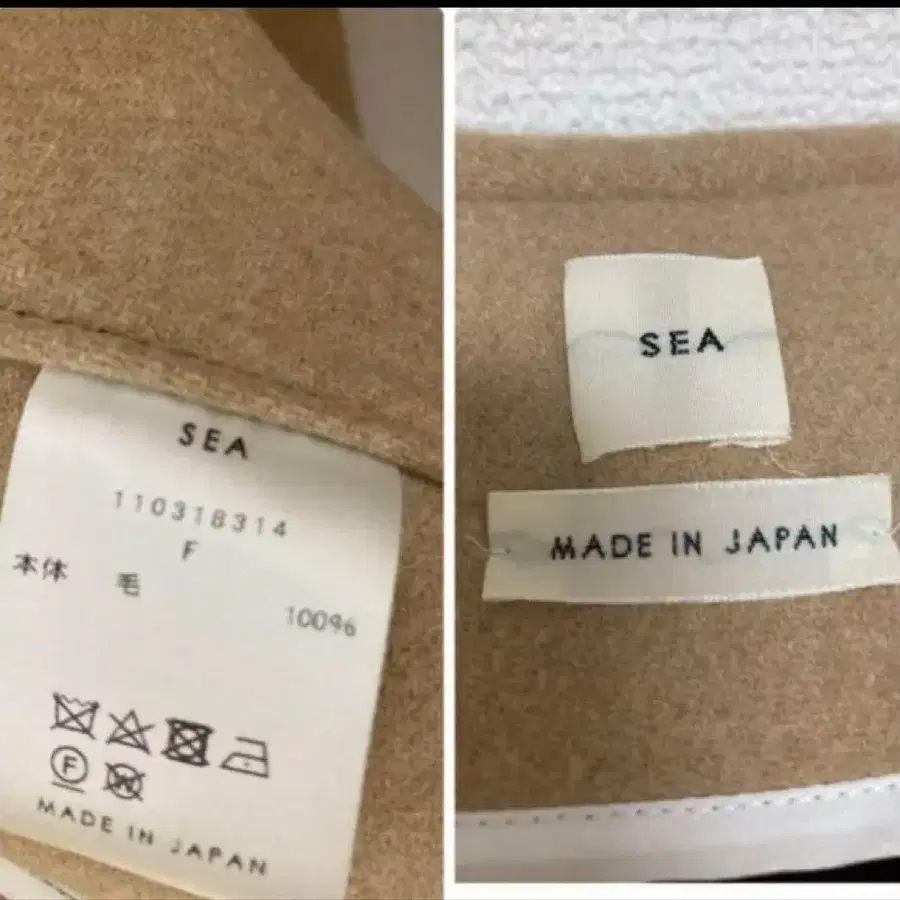 SEA
110318314
F
本体 毛 100%
Ⓕ Ⓦ
MADE IN JAPAN
SEA
MADE IN JAPAN